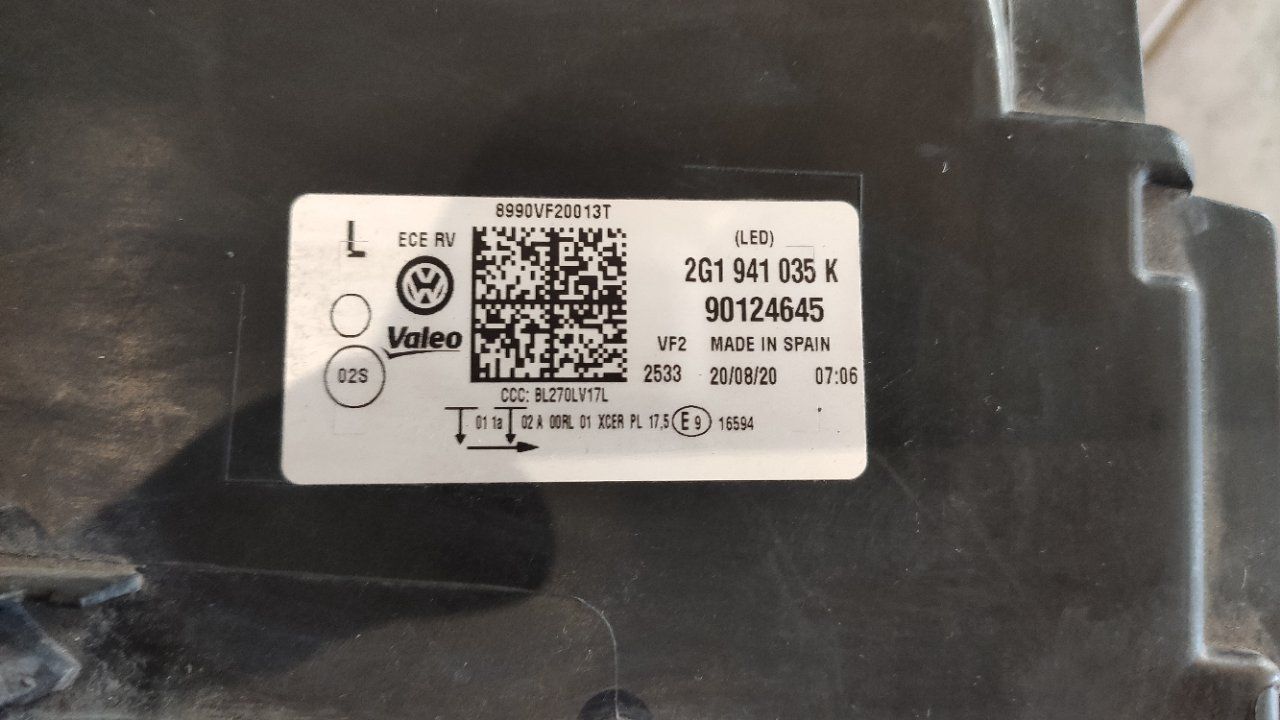 8990VF20013T
L
ECE RV
(LED)
2G1 941 035 K
90124645
Valeo
VF2 MADE IN SPAIN
02S
2533 20/08/20 07:06
CCC: BL270LV17L
01 1a 02 A 00RL 01 XCER PL 17,5 E 9 16594